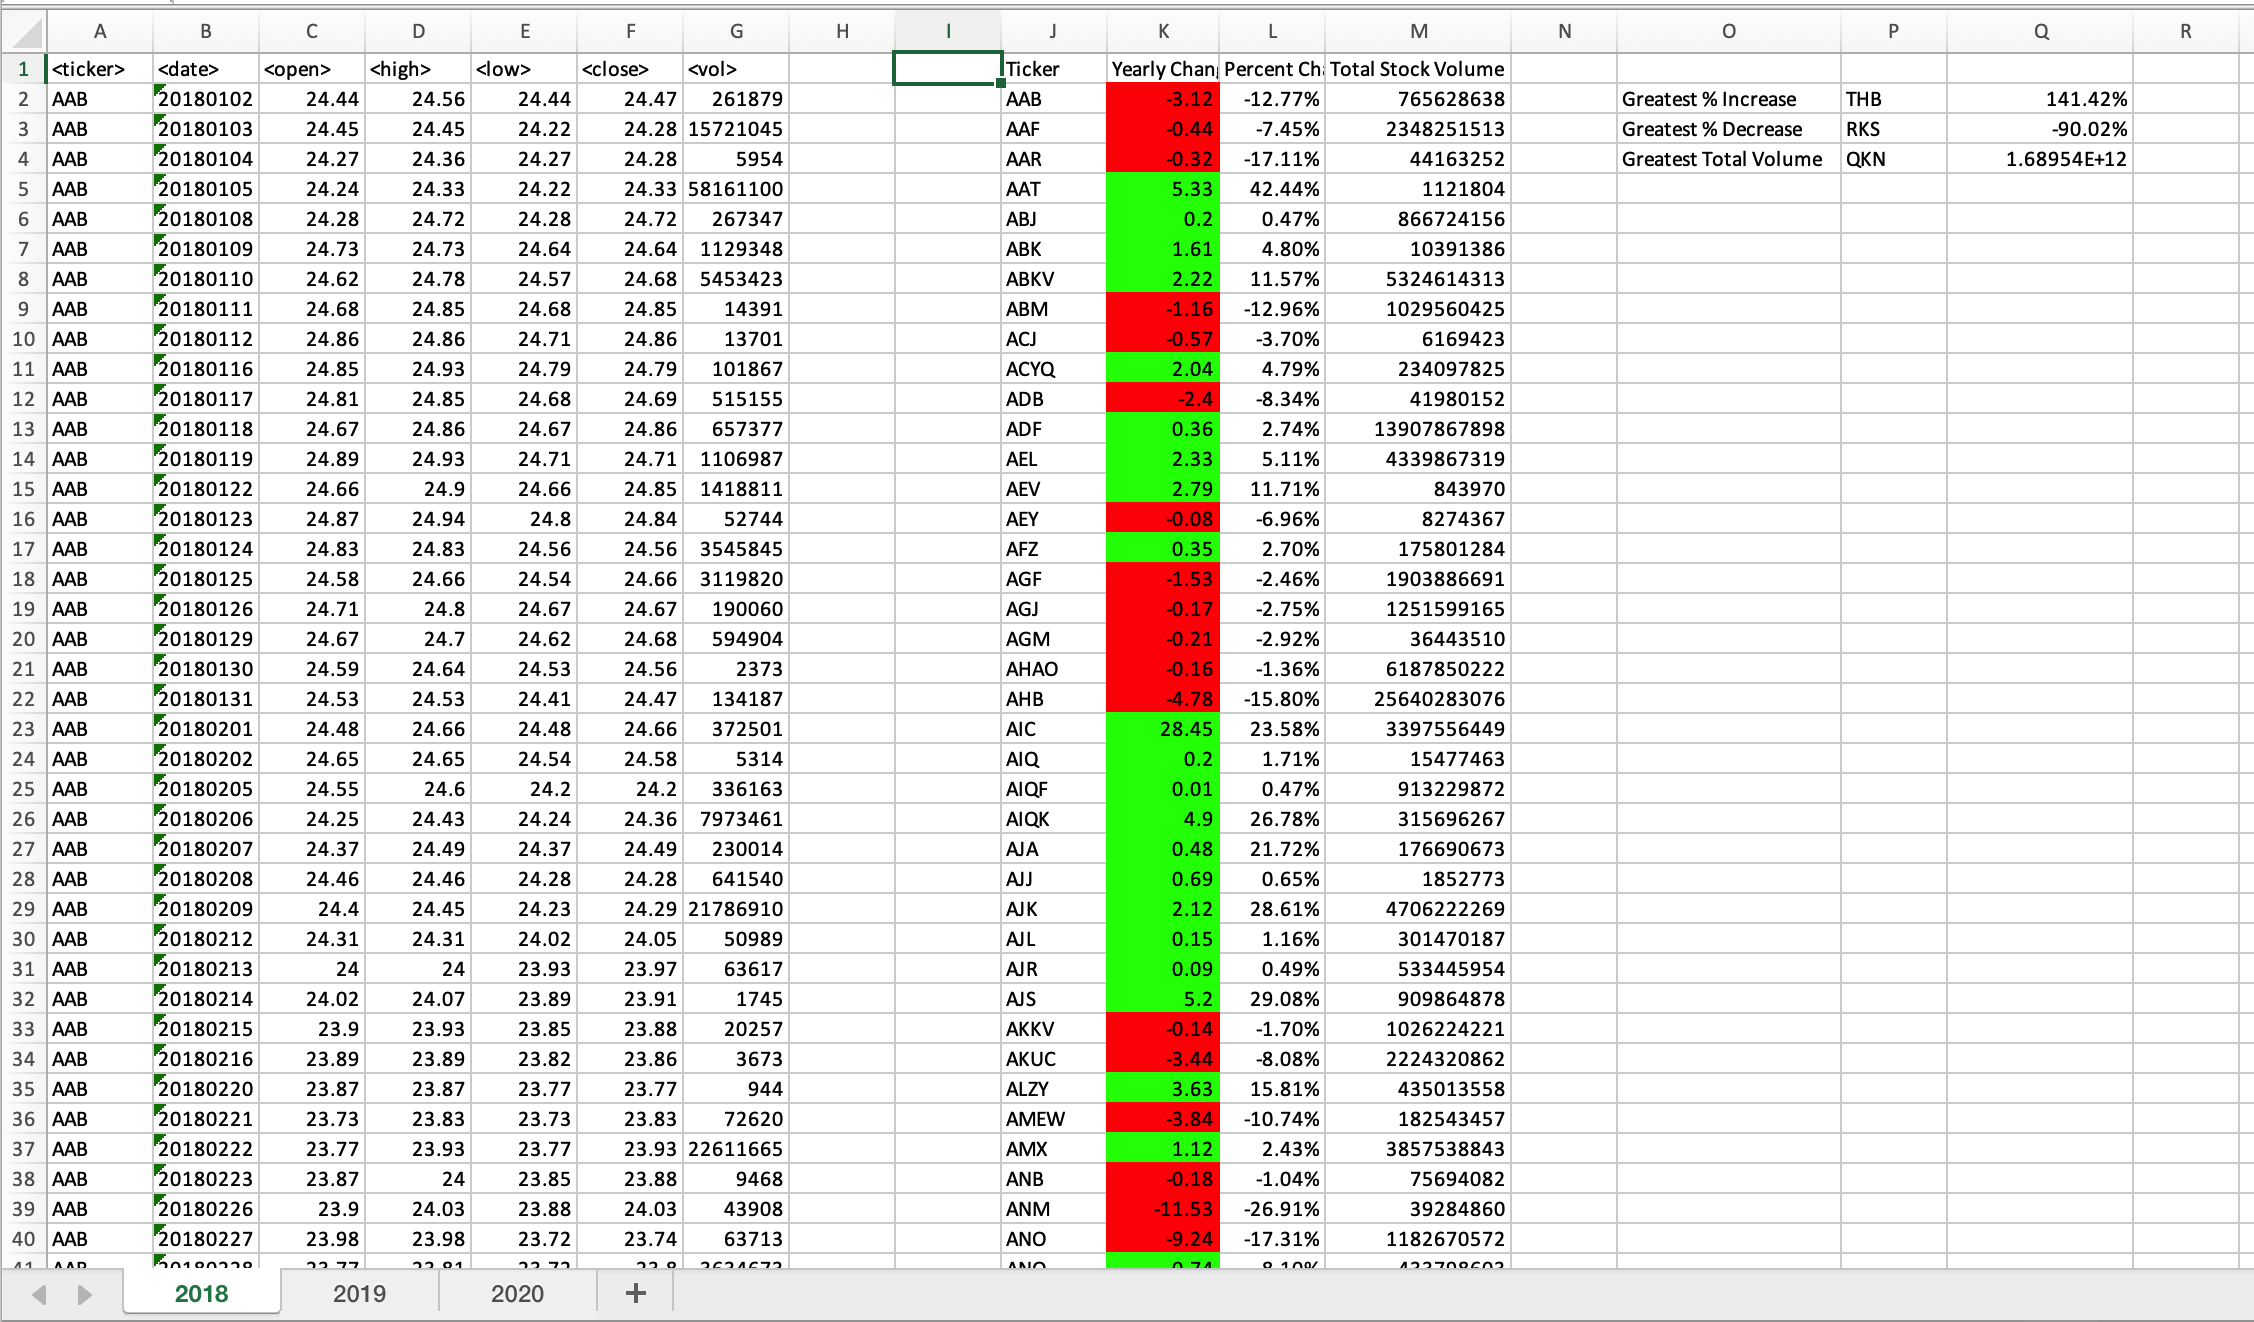 A B C D E F G H I J K L M N O P Q R
1 <ticker> <date> <open> <high> <low> <close> <vol> Ticker Yearly Chan Percent Ch Total Stock Volume
2 AAB 20180102 24.44 24.56 24.44 24.47 261879 AAB -3.12 -12.77% 765628638 Greatest % Increase THB 141.42%
3 AAB 20180103 24.45 24.45 24.22 24.28 15721045 AAF -0.44 -7.45% 2348251513 Greatest % Decrease RKS -90.02%
4 AAB 20180104 24.27 24.36 24.27 24.28 5954 AAR -0.32 -17.11% 44163252 Greatest Total Volume QKN 1.68954E+12
5 AAB 20180105 24.24 24.33 24.22 24.33 58161100 AAT 5.33 42.44% 1121804
6 AAB 20180108 24.28 24.72 24.28 24.72 267347 ABJ 0.2 0.47% 866724156
7 AAB 20180109 24.73 24.73 24.64 24.64 1129348 ABK 1.61 4.80% 10391386
8 AAB 20180110 24.62 24.78 24.57 24.68 5453423 ABKV 2.22 11.57% 5324614313
9 AAB 20180111 24.68 24.85 24.68 24.85 14391 ABM -1.16 -12.96% 1029560425
10 AAB 20180112 24.86 24.86 24.71 24.86 13701 ACJ -0.57 -3.70% 6169423
11 AAB 20180116 24.85 24.93 24.79 24.79 101867 ACYQ 2.04 4.79% 234097825
12 AAB 20180117 24.81 24.85 24.68 24.69 515155 ADB -2.4 -8.34% 41980152
13 AAB 20180118 24.67 24.86 24.67 24.86 657377 ADF 0.36 2.74% 13907867898
14 AAB 20180119 24.89 24.93 24.71 24.71 1106987 AEL 2.33 5.11% 4339867319
15 AAB 20180122 24.66 24.9 24.66 24.85 1418811 AEV 2.79 11.71% 843970
16 AAB 20180123 24.87 24.94 24.8 24.84 52744 AEY -0.08 -6.96% 8274367
17 AAB 20180124 24.83 24.83 24.56 24.56 3545845 AFZ 0.35 2.70% 175801284
18 AAB 20180125 24.58 24.66 24.54 24.66 3119820 AGF -1.53 -2.46% 1903886691
19 AAB 20180126 24.71 24.8 24.67 24.67 190060 AGJ -0.17 -2.75% 1251599165
20 AAB 20180129 24.67 24.7 24.62 24.68 594904 AGM -0.21 -2.92% 36443510
21 AAB 20180130 24.59 24.64 24.53 24.56 2373 AHAO -0.16 -1.36% 6187850222
22 AAB 20180131 24.53 24.53 24.41 24.47 134187 AHB -4.78 -15.80% 25640283076
23 AAB 20180201 24.48 24.66 24.48 24.66 372501 AIC 28.45 23.58% 3397556449
24 AAB 20180202 24.65 24.65 24.54 24.58 5314 AIQ 0.2 1.71% 15477463
25 AAB 20180205 24.55 24.6 24.2 24.2 336163 AIQF 0.01 0.47% 913229872
26 AAB 20180206 24.25 24.43 24.24 24.36 7973461 AIQK 4.9 26.78% 315696267
27 AAB 20180207 24.37 24.49 24.37 24.49 230014 AJA 0.48 21.72% 176690673
28 AAB 20180208 24.46 24.46 24.28 24.28 641540 AJJ 0.69 0.65% 1852773
29 AAB 20180209 24.4 24.45 24.23 24.29 21786910 AJK 2.12 28.61% 4706222269
30 AAB 20180212 24.31 24.31 24.02 24.05 50989 AJL 0.15 1.16% 301470187
31 AAB 20180213 24 24 23.93 23.97 63617 AJR 0.09 0.49% 533445954
32 AAB 20180214 24.02 24.07 23.89 23.91 1745 AJS 5.2 29.08% 909864878
33 AAB 20180215 23.9 23.93 23.85 23.88 20257 AKKV -0.14 -1.70% 1026224221
34 AAB 20180216 23.89 23.89 23.82 23.86 3673 AKUC -3.44 -8.08% 2224320862
35 AAB 20180220 23.87 23.87 23.77 23.77 944 ALZY 3.63 15.81% 435013558
36 AAB 20180221 23.73 23.83 23.73 23.83 72620 AMEW -3.84 -10.74% 182543457
37 AAB 20180222 23.77 23.93 23.77 23.93 22611665 AMX 1.12 2.43% 3857538843
38 AAB 20180223 23.87 24 23.85 23.88 9468 ANB -0.18 -1.04% 75694082
39 AAB 20180226 23.9 24.03 23.88 24.03 43908 ANM -11.53 -26.91% 39284860
40 AAB 20180227 23.98 23.98 23.72 23.74 63713 ANO -9.24 -17.31% 1182670572
2018 2019 2020 +